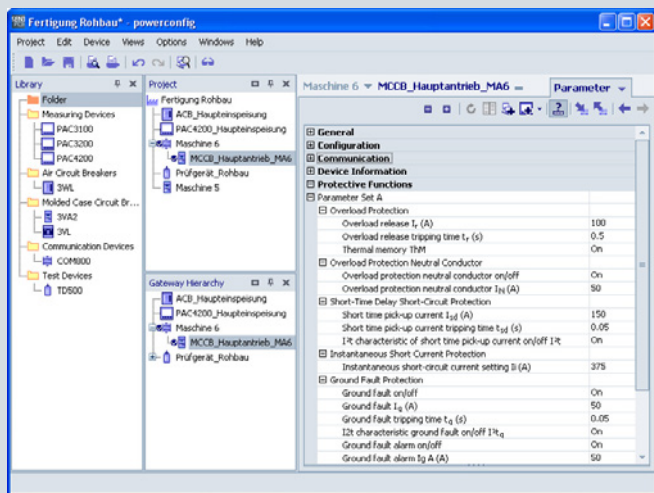 Fertigung Rohbau* - powerconfig
Project Edit Device Views Options Windows Help
Library
Folder
Measuring Devices
PAC3100
PAC3200
PAC4200
Air Circuit Breakers
3WL
Molded Case Circuit Br...
3VA2
3VL
Communication Devices
COM800
Test Devices
TD500
Project
Fertigung Rohbau
ACB_Haupteinspeisung
PAC4200_Haupteinspeisung
Maschine 6
MCCB_Hauptantrieb_MA6
Prüfgerät_Rohbau
Maschine 5
Gateway Hierarchy
ACB_Haupteinspeisung
PAC4200_Haupteinspeisung
Maschine 6
MCCB_Hauptantrieb_MA6
Prüfgerät_Rohbau
Maschine 6 MCCB_Hauptantrieb_MA6 Parameter
General
Configuration
Communication
Device Information
Protective Functions
Parameter Set A
Overload Protection
Overload release Ir (A) 100
Overload release tripping time tr (s) 0.5
Thermal memory ThM On
Overload Protection Neutral Conductor
Overload protection neutral conductor on/off On
Overload protection neutral conductor IN (A) 50
Short-Time Delay Short-Circuit Protection
Short time pick-up current Isd (A) 150
Short time pick-up current tripping time tsd (s) 0.05
I²t characteristic of short time pick-up current on/off I²t On
Instantaneous Short Current Protection
Instantaneous short-circuit current setting Ii (A) 375
Ground Fault Protection
Ground fault on/off On
Ground fault Ig (A) 50
Ground fault tripping time tg (s) 0.05
I2t characteristic ground fault on/off I²tg On
Ground fault alarm on/off On
Ground fault alarm Ig A (A) 50